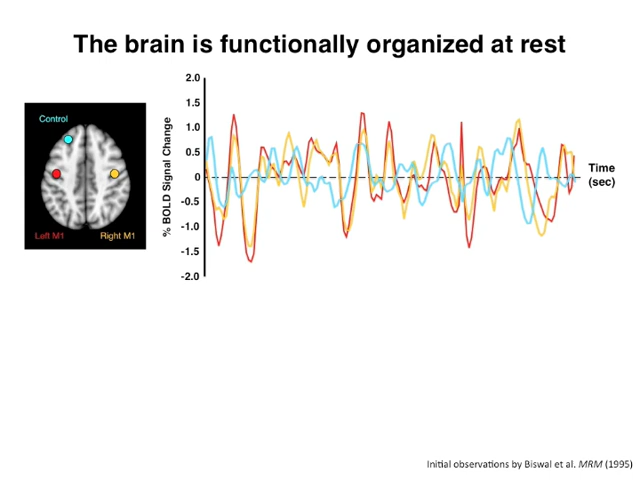 The brain is functionally organized at rest
Control
Left M1
Right M1
% BOLD Signal Change
2.0
1.5
1.0
0.5
0
-0.5
-1.0
-1.5
-2.0
Time
(sec)
Initial observations by Biswal et al. MRM (1995)